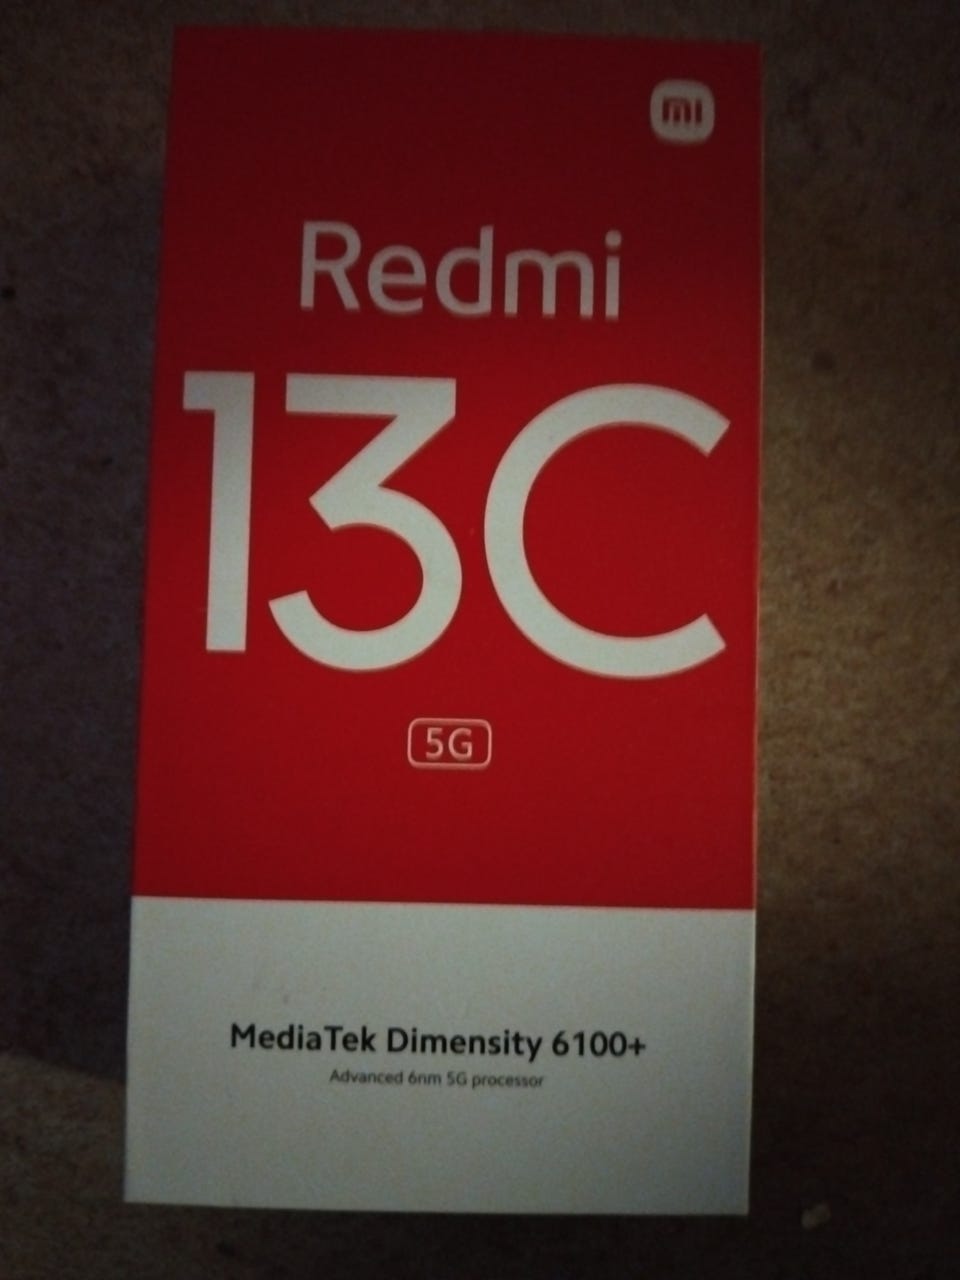 mi
Redmi
13C
5G
MediaTek Dimensity 6100+
Advanced 6nm 5G processor